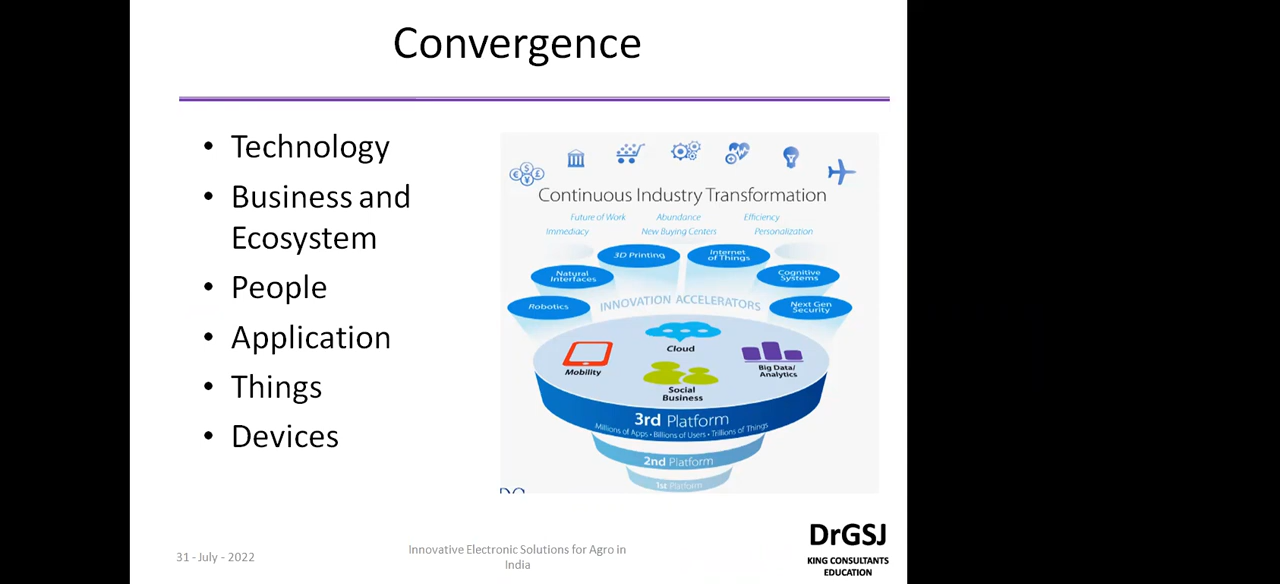 Convergence
• Technology
• Business and
Ecosystem
• People
• Application
• Things
• Devices
Continuous Industry Transformation
Future of Work Abundance Efficiency
Immediacy New Buying Centers Personalization
3D Printing
Internet
of Things
Natural
Interfaces
Cognitive
Systems
Robotics
INNOVATION ACCELERATORS
Next Gen
Security
Cloud
Mobility
Big Data/
Analytics
Social
Business
3rd Platform
Millions of Apps • Billions of Users • Trillions of Things
2nd Platform
1st Platform
31 - July - 2022
Innovative Electronic Solutions for Agro in
India
DrGSJ
KING CONSULTANTS
EDUCATION